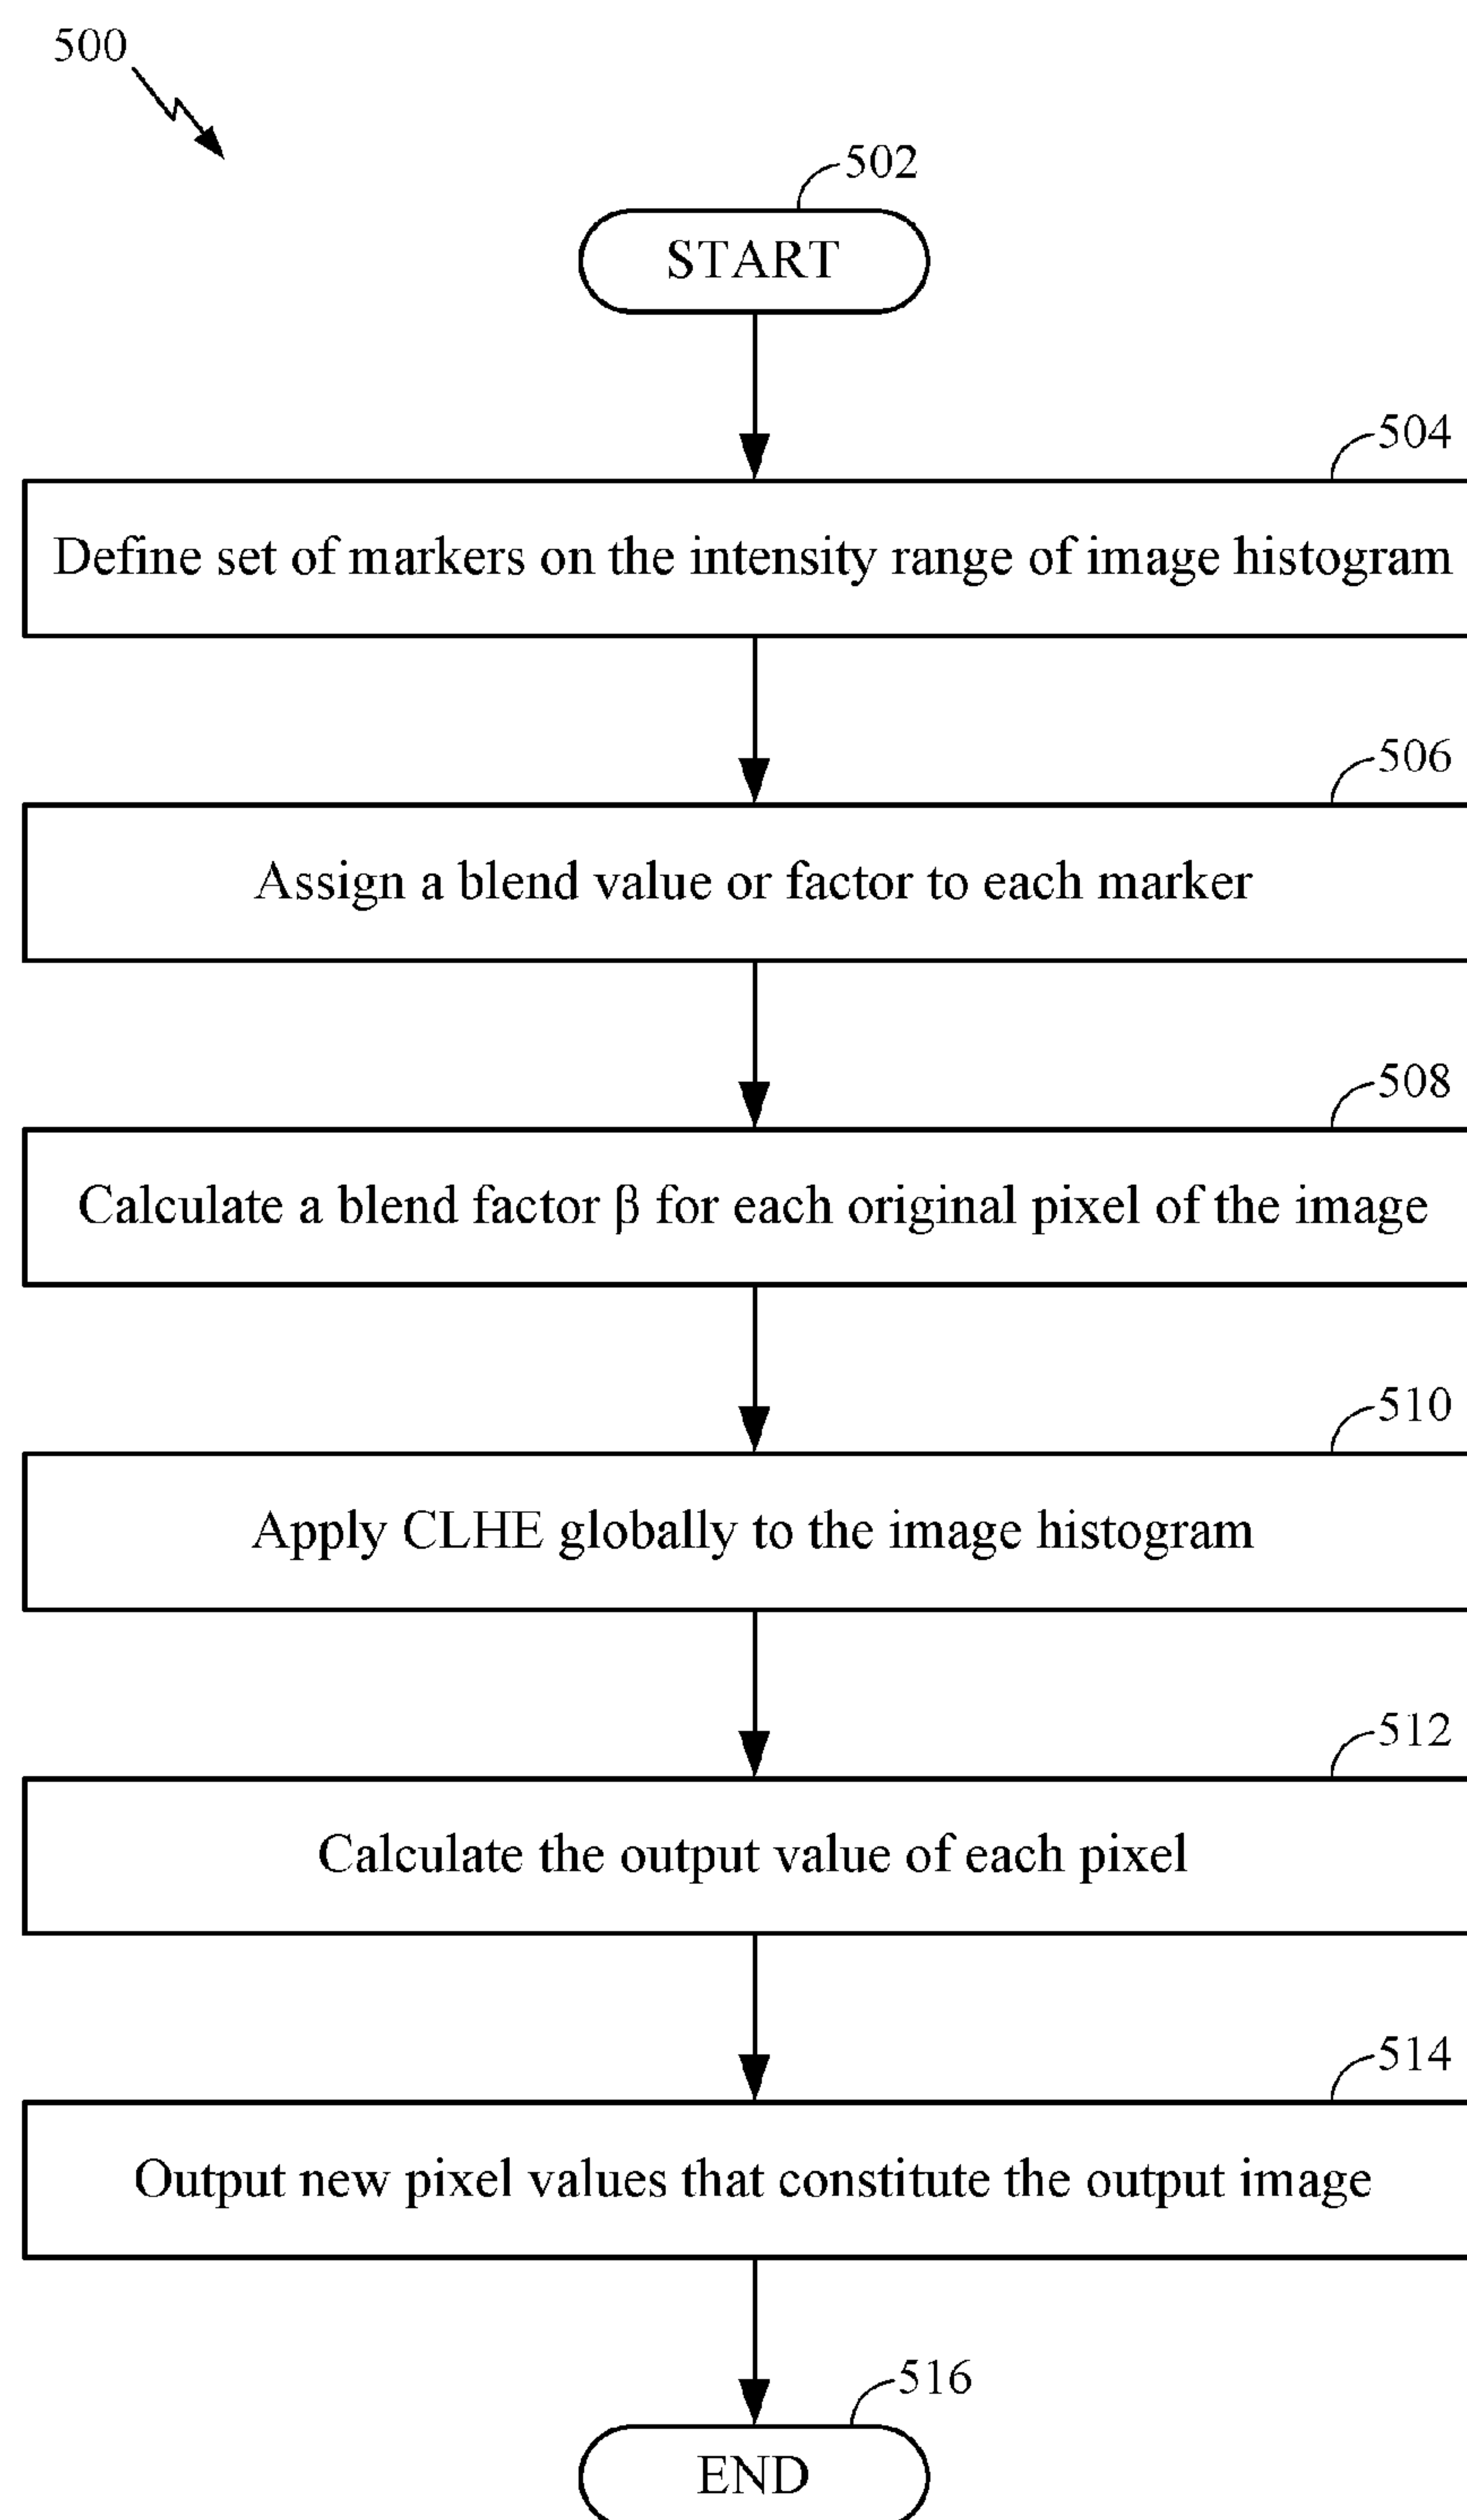 500
502
START
504
Define set of markers on the intensity range of image histogram
506
Assign a blend value or factor to each marker
508
Calculate a blend factor β for each original pixel of the image
510
Apply CLHE globally to the image histogram
512
Calculate the output value of each pixel
514
Output new pixel values that constitute the output image
516
END